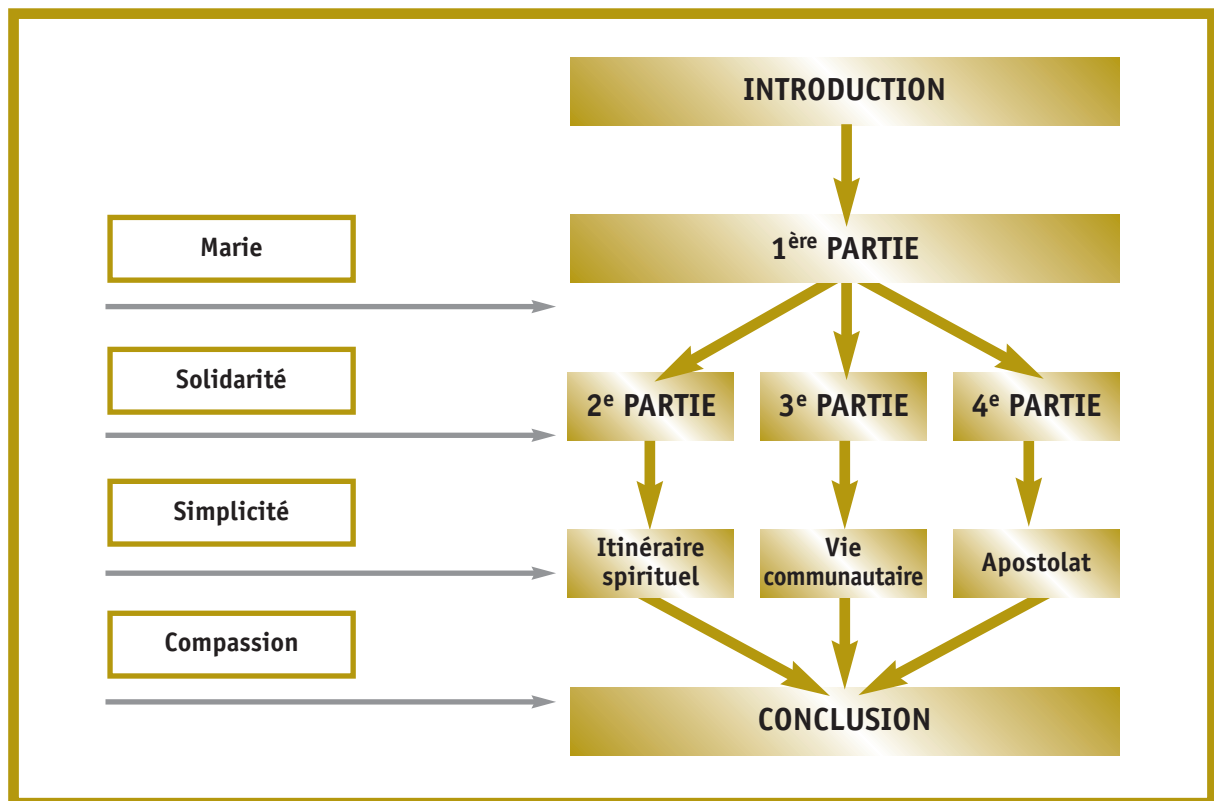 INTRODUCTION
Marie
1ère PARTIE
Solidarité
2e PARTIE
3e PARTIE
4e PARTIE
Simplicité
Itinéraire
spirituel
Vie
communautaire
Apostolat
Compassion
CONCLUSION